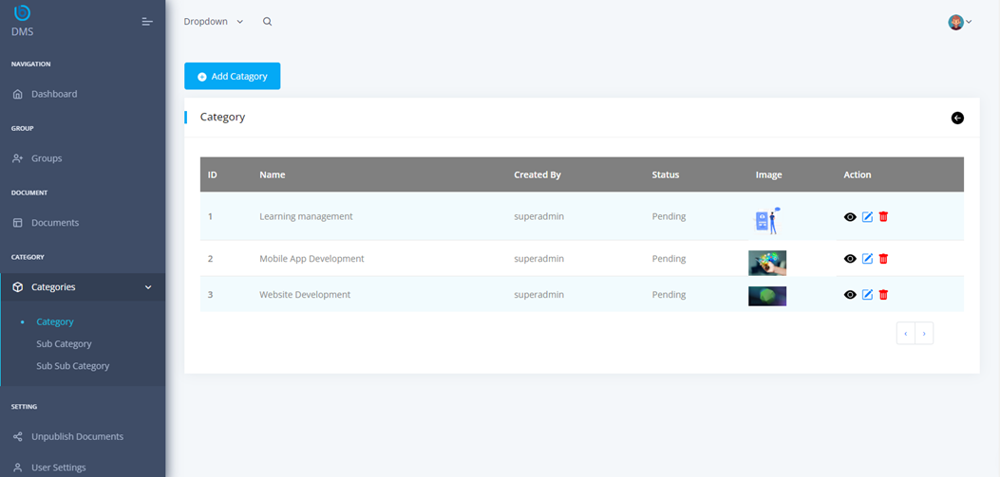 DMS
Dropdown
NAVIGATION
Dashboard
GROUP
Groups
DOCUMENT
Documents
CATEGORY
Categories
Category
Sub Category
Sub Sub Category
SETTING
Unpublish Documents
User Settings
Add Catagory
Category
ID Name Created By Status Image Action
1 Learning management superadmin Pending
2 Mobile App Development superadmin Pending
3 Website Development superadmin Pending
‹ ›